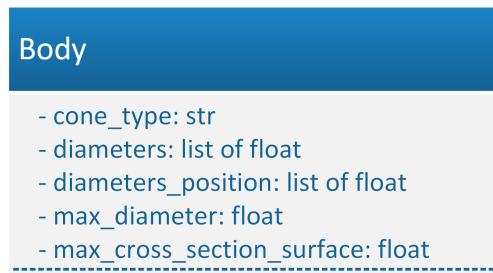 Body
- cone_type: str
- diameters: list of float
- diameters_position: list of float
- max_diameter: float
- max_cross_section_surface: float